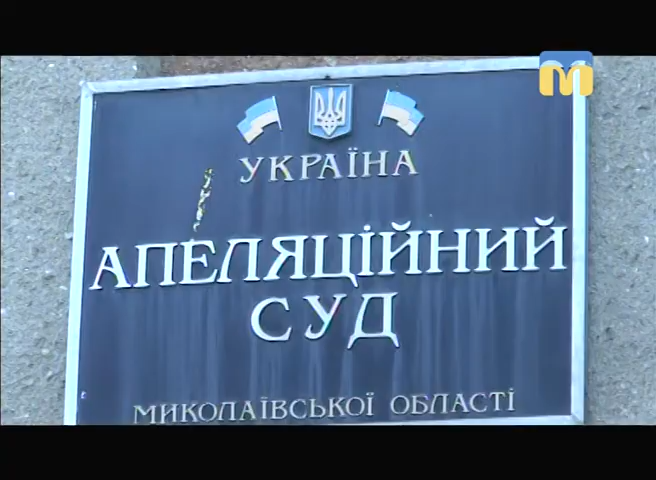 М
УКРАЇНА
АПЕЛЯЦІЙНИЙ
СУД
МИКОЛАЇВСЬКОЇ ОБЛАСТІ